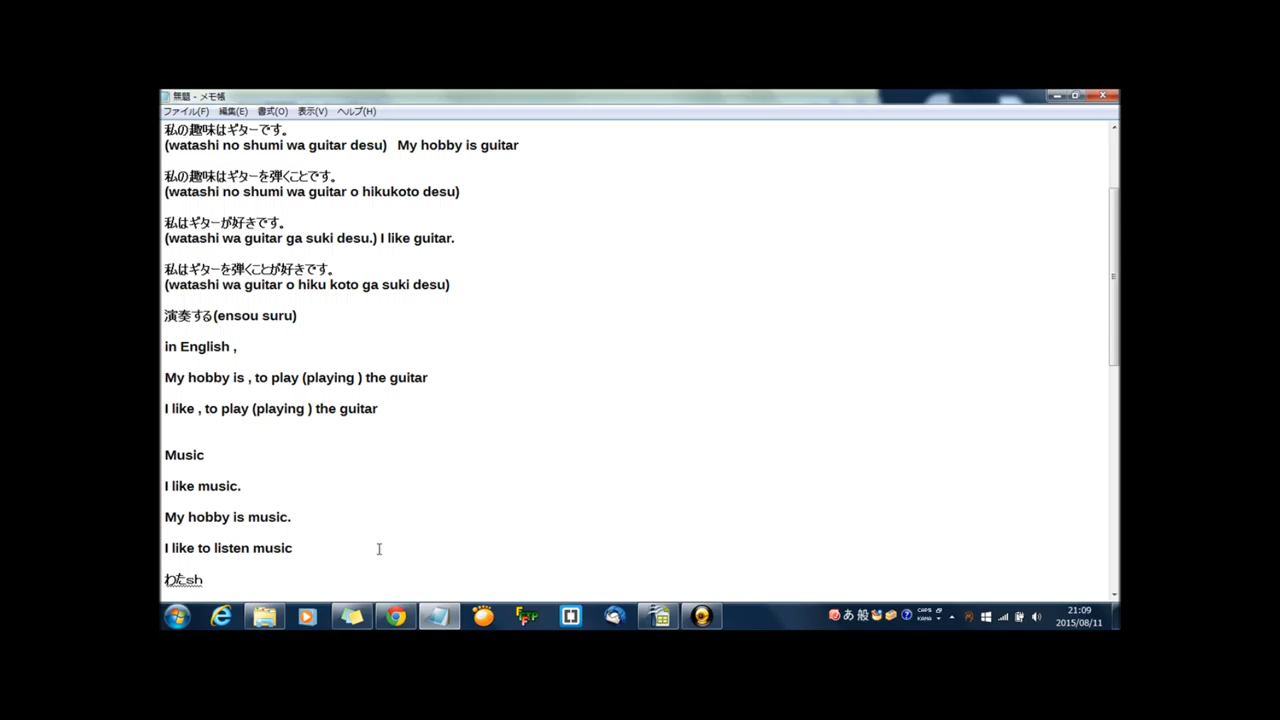 無題 - メモ帳
ファイル(F) 編集(E) 書式(O) 表示(V) ヘルプ(H)
私の趣味はギターです。
(watashi no shumi wa guitar desu) My hobby is guitar
私の趣味はギターを弾くことです。
(watashi no shumi wa guitar o hikukoto desu)
私はギターが好きです。
(watashi wa guitar ga suki desu.) I like guitar.
私はギターを弾くことが好きです。
(watashi wa guitar o hiku koto ga suki desu)
演奏する(ensou suru)
in English ,
My hobby is , to play (playing ) the guitar
I like , to play (playing ) the guitar
Music
I like music.
My hobby is music.
I like to listen music
わたsh
あ 般 CAPS KANA
21:09
2015/08/11